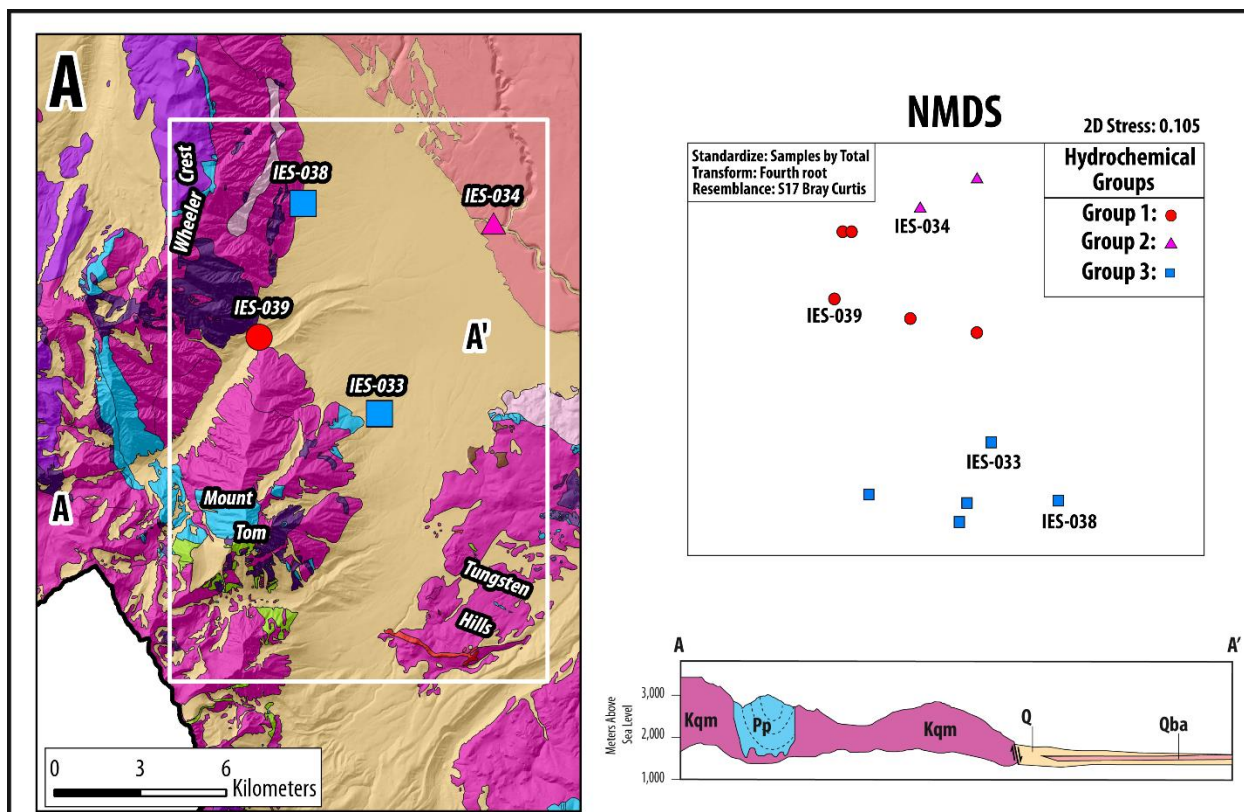 A
Wheeler Crest
IES-038
IES-034
IES-039
A'
IES-033
A
Mount
Tom
Tungsten
Hills
0 3 6
Kilometers
NMDS
2D Stress: 0.105
Standardize: Samples by Total
Transform: Fourth root
Resemblance: S17 Bray Curtis
Hydrochemical
Groups
Group 1:
Group 2:
Group 3:
IES-034
IES-039
IES-033
IES-038
A A'
Meters Above
Sea Level
3,000
2,000
1,000
Kqm
Pp
Kqm
Q
Qba